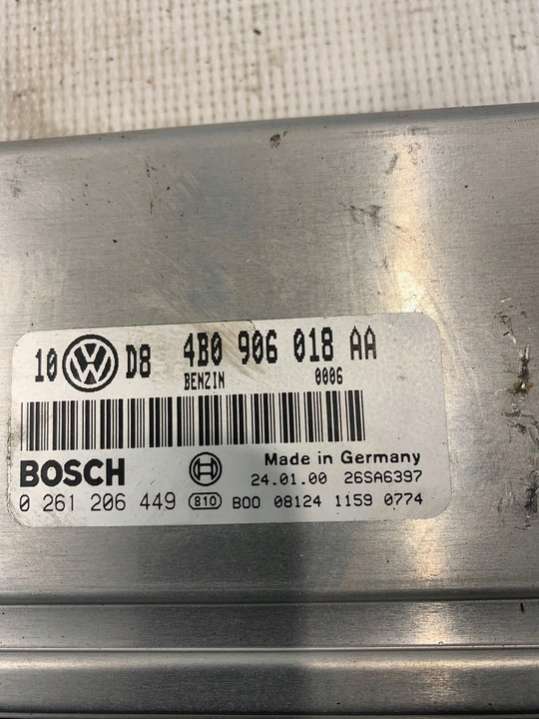 10 VW D8 4B0 906 018 AA
BENZIN 0006
BOSCH Made in Germany
24.01.00 26SA6397
0 261 206 449 810 B00 08124 1159 0774